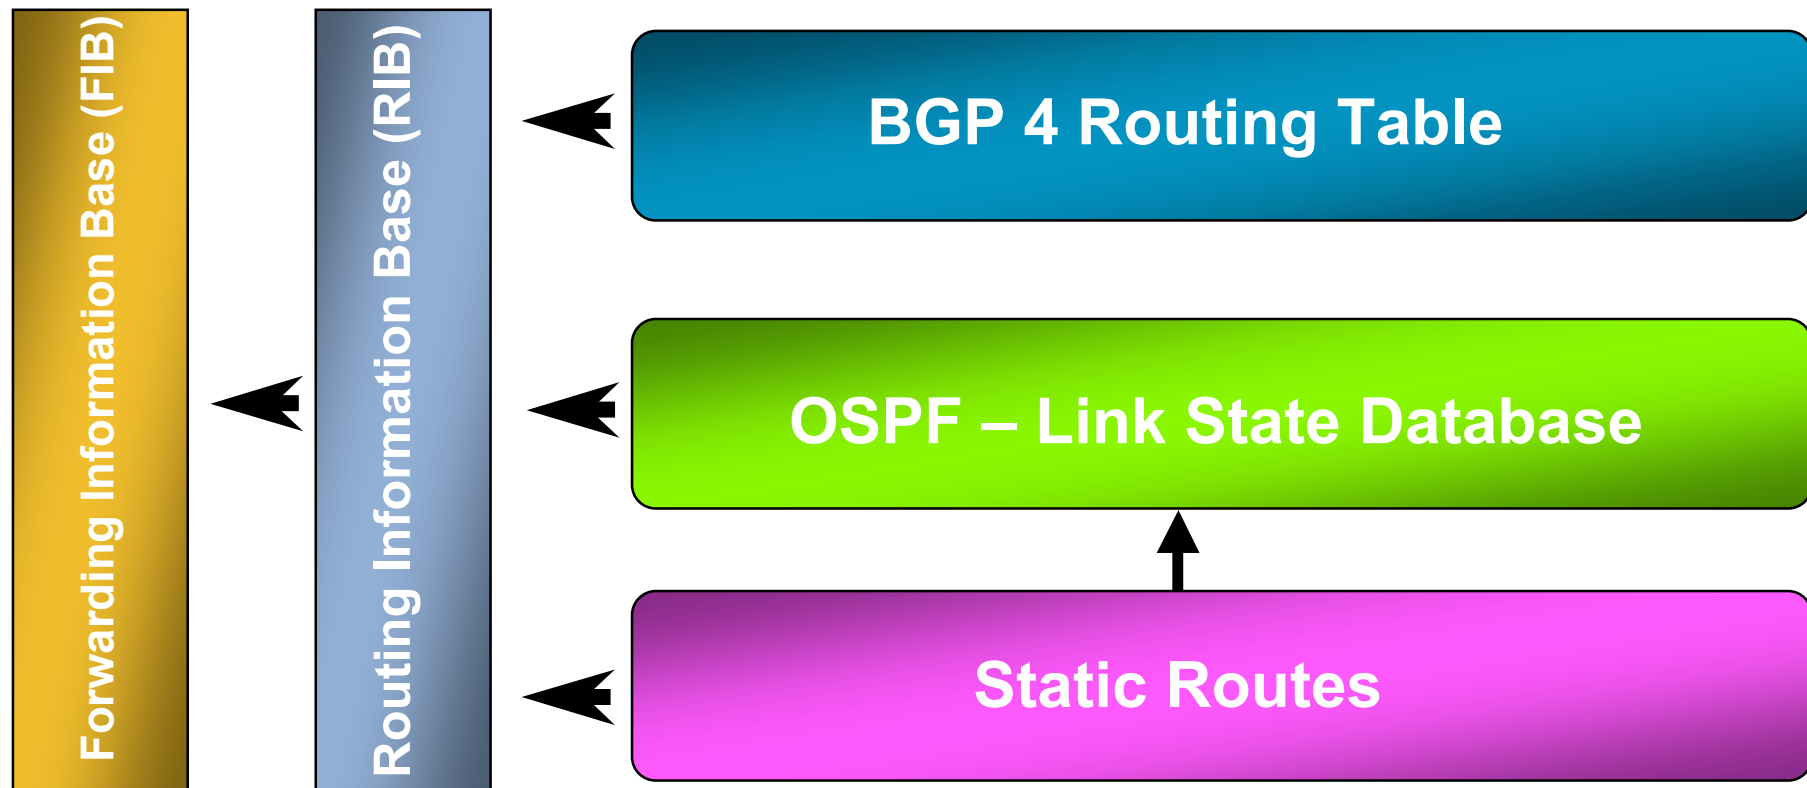 Forwarding Information Base (FIB)
Routing Information Base (RIB)
BGP 4 Routing Table
OSPF – Link State Database
Static Routes